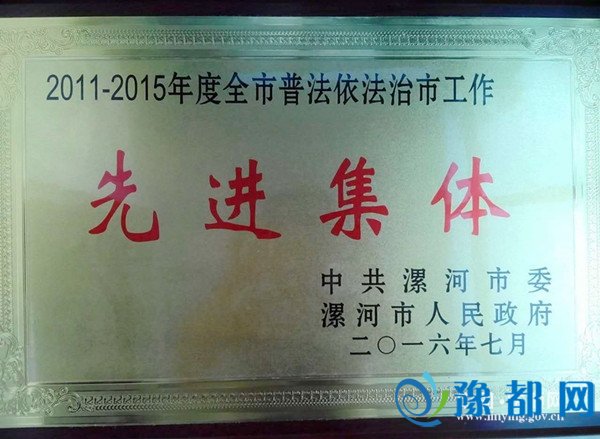 2011-2015年度全市普法依法治市工作
先进集体
中共漯河市委
漯河市人民政府
二〇一六年七月
豫都网